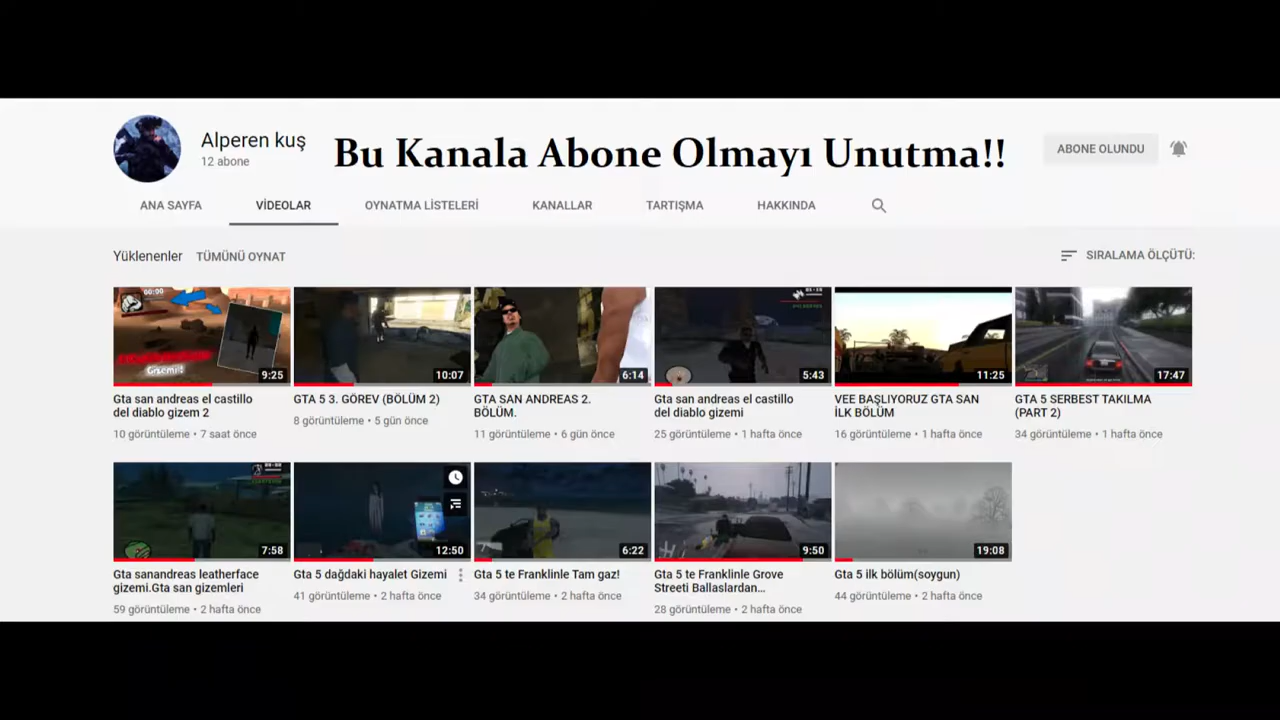 Alperen kuş
12 abone
Bu Kanala Abone Olmayı Unutma!!
ABONE OLUNDU
ANA SAYFA VİDEOLAR OYNATMA LİSTELERİ KANALLAR TARTIŞMA HAKKINDA
Yüklenenler TÜMÜNÜ OYNAT SIRALAMA ÖLÇÜTÜ:
00:00
Gizemi!
9:25
Gta san andreas el castillo
del diablo gizem 2
10 görüntüleme • 7 saat önce
10:07
GTA 5 3. GÖREV (BÖLÜM 2)
8 görüntüleme • 5 gün önce
6:14
GTA SAN ANDREAS 2.
BÖLÜM.
11 görüntüleme • 6 gün önce
5:43
Gta san andreas el castillo
del diablo gizemi
25 görüntüleme • 1 hafta önce
11:25
VEE BAŞLIYORUZ GTA SAN
İLK BÖLÜM
16 görüntüleme • 1 hafta önce
17:47
GTA 5 SERBEST TAKILMA
(PART 2)
34 görüntüleme • 1 hafta önce
7:58
Gta sanandreas leatherface
gizemi.Gta san gizemleri
59 görüntüleme • 2 hafta önce
12:50
Gta 5 dağdaki hayalet Gizemi
41 görüntüleme • 2 hafta önce
6:22
Gta 5 te Franklinle Tam gaz!
34 görüntüleme • 2 hafta önce
9:50
Gta 5 te Franklinle Grove
Streeti Ballaslardan...
28 görüntüleme • 2 hafta önce
19:08
Gta 5 ilk bölüm(soygun)
44 görüntüleme • 2 hafta önce